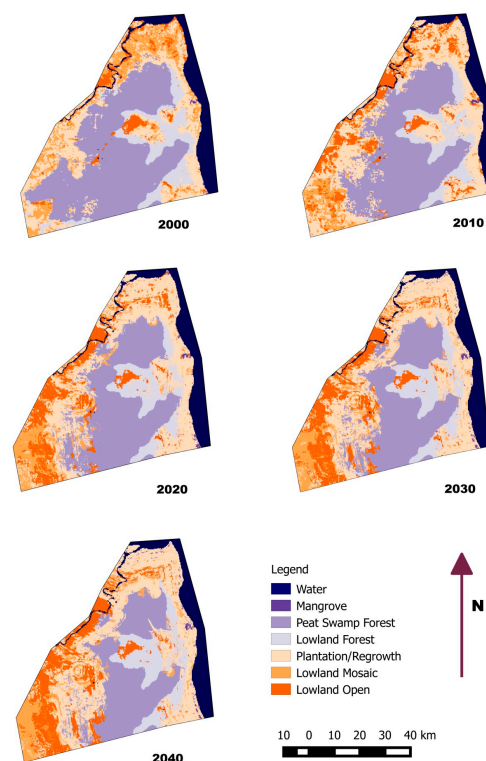 2000
2010
2020
2030
2040
Legend
Water
Mangrove
Peat Swamp Forest
Lowland Forest
Plantation/Regrowth
Lowland Mosaic
Lowland Open
N
10 0 10 20 30 40 km